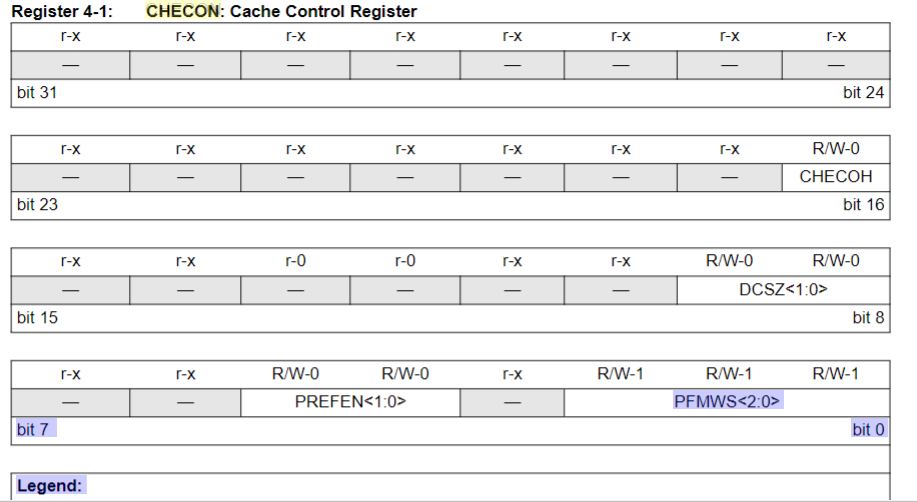 Register 4-1: CHECON: Cache Control Register
r-x r-x r-x r-x r-x r-x r-x r-x
— — — — — — — —
bit 31 bit 24
r-x r-x r-x r-x r-x r-x r-x R/W-0
— — — — — — — CHECOH
bit 23 bit 16
r-x r-x r-0 r-0 r-x r-x R/W-0 R/W-0
— — — — — — DCSZ<1:0>
bit 15 bit 8
r-x r-x R/W-0 R/W-0 r-x R/W-1 R/W-1 R/W-1
— — PREFEN<1:0> — PFMWS<2:0>
bit 7 bit 0
Legend: